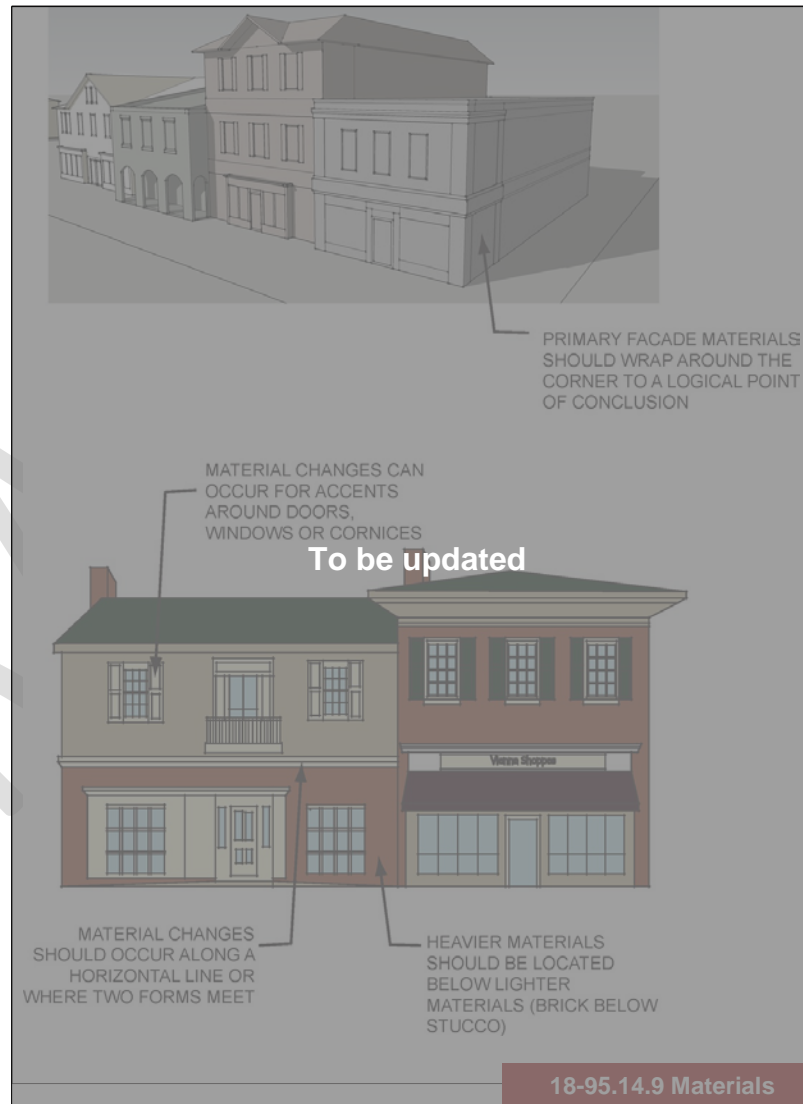 PRIMARY FACADE MATERIALS
SHOULD WRAP AROUND THE
CORNER TO A LOGICAL POINT
OF CONCLUSION
MATERIAL CHANGES CAN
OCCUR FOR ACCENTS
AROUND DOORS,
WINDOWS OR CORNICES
To be updated
Vienna Shoppes
MATERIAL CHANGES
SHOULD OCCUR ALONG A
HORIZONTAL LINE OR
WHERE TWO FORMS MEET
HEAVIER MATERIALS
SHOULD BE LOCATED
BELOW LIGHTER
MATERIALS (BRICK BELOW
STUCCO)
18-95.14.9 Materials